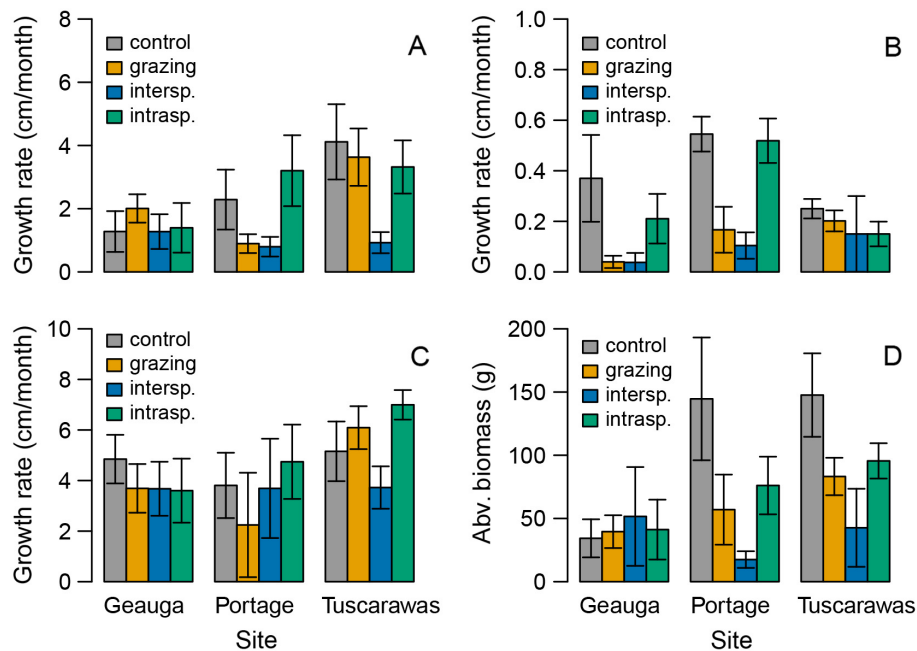 A
Growth rate (cm/month)
8
6
4
2
0
control
grazing
intersp.
intrasp.
B
Growth rate (cm/month)
1.0
0.8
0.6
0.4
0.2
0.0
control
grazing
intersp.
intrasp.
C
Growth rate (cm/month)
10
8
6
4
2
0
control
grazing
intersp.
intrasp.
Geauga Portage Tuscarawas
Site
D
Abv. biomass (g)
200
150
100
50
0
control
grazing
intersp.
intrasp.
Geauga Portage Tuscarawas
Site